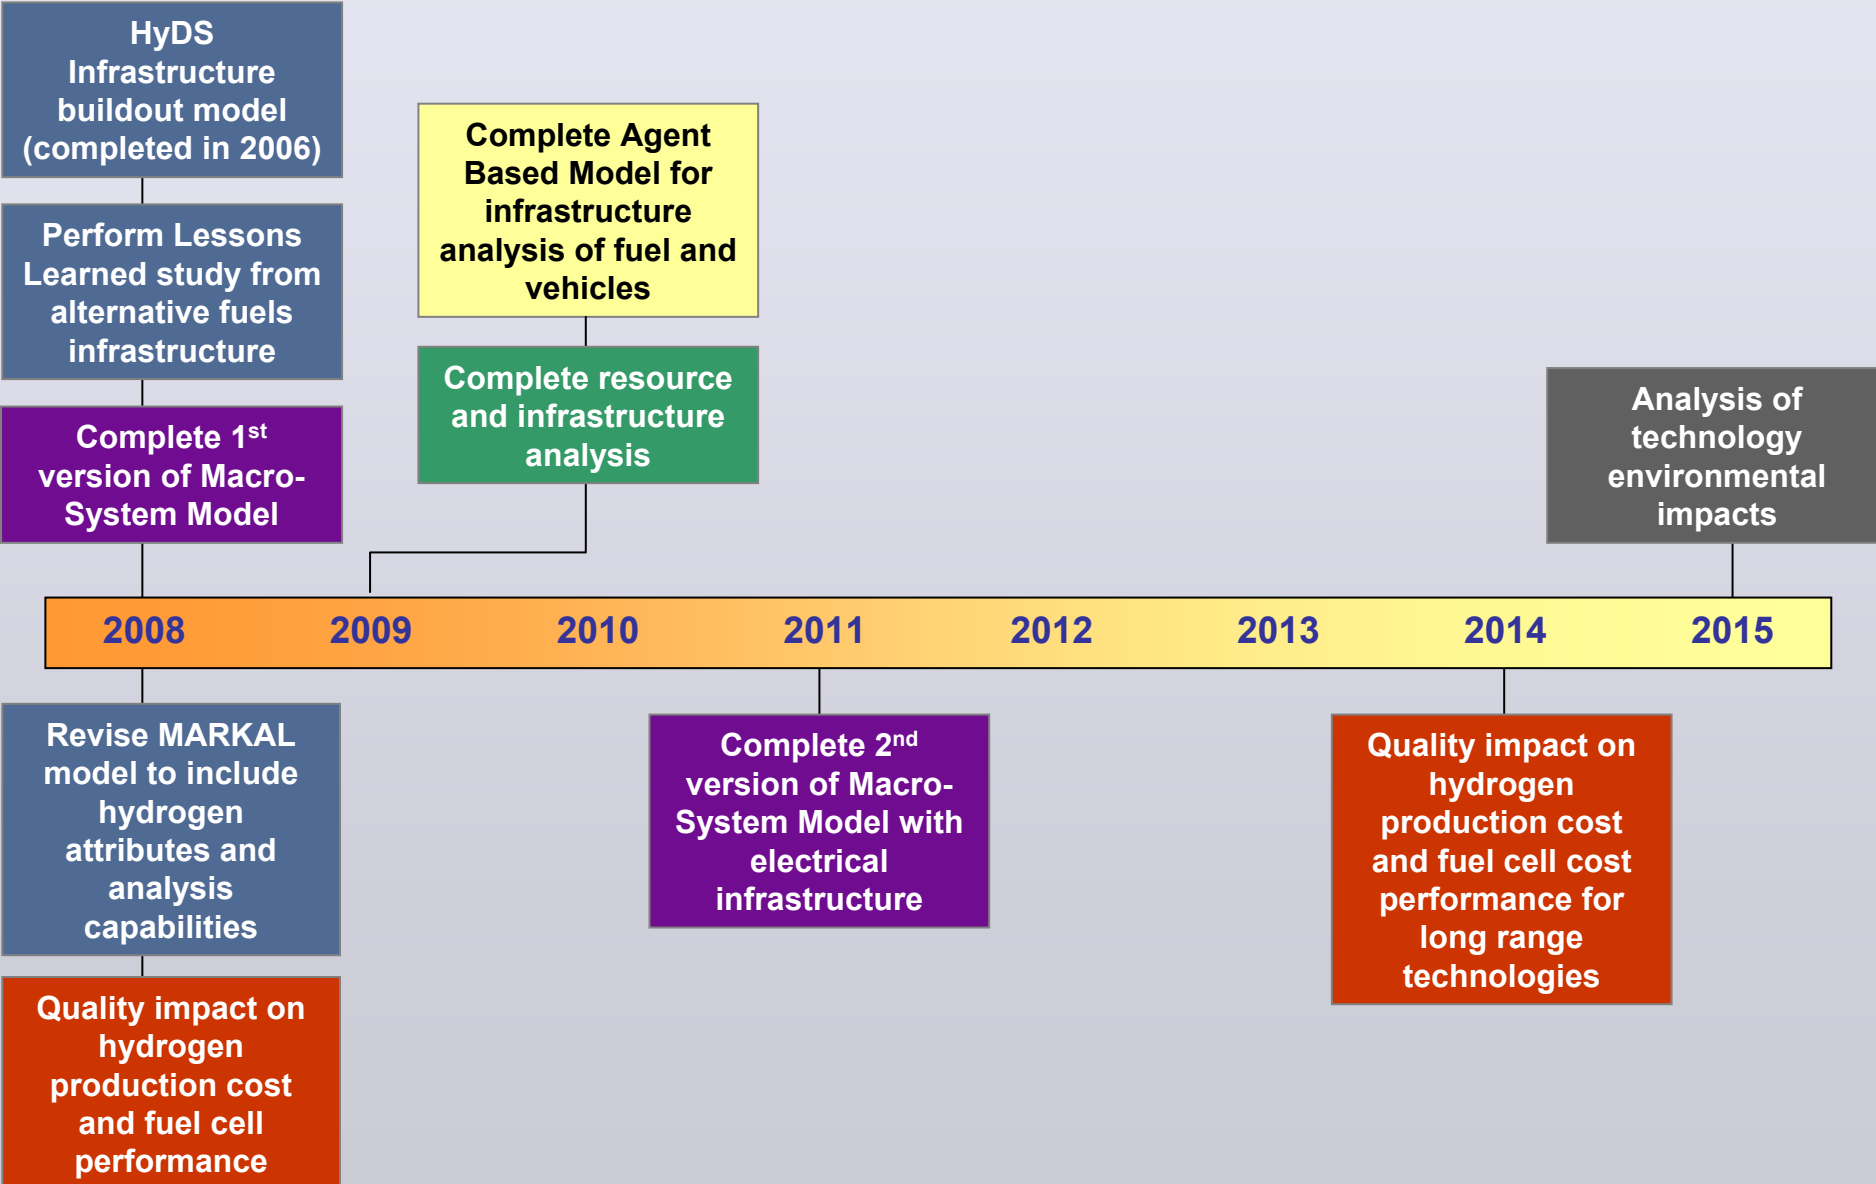 HyDS
Infrastructure
buildout model
(completed in 2006)
Perform Lessons
Learned study from
alternative fuels
infrastructure
Complete 1st
version of Macro-
System Model
Complete Agent
Based Model for
infrastructure
analysis of fuel and
vehicles
Complete resource
and infrastructure
analysis
Analysis of
technology
environmental
impacts
2008 2009 2010 2011 2012 2013 2014 2015
Revise MARKAL
model to include
hydrogen
attributes and
analysis
capabilities
Quality impact on
hydrogen
production cost
and fuel cell
performance
Complete 2nd
version of Macro-
System Model with
electrical
infrastructure
Quality impact on
hydrogen
production cost
and fuel cell cost
performance for
long range
technologies